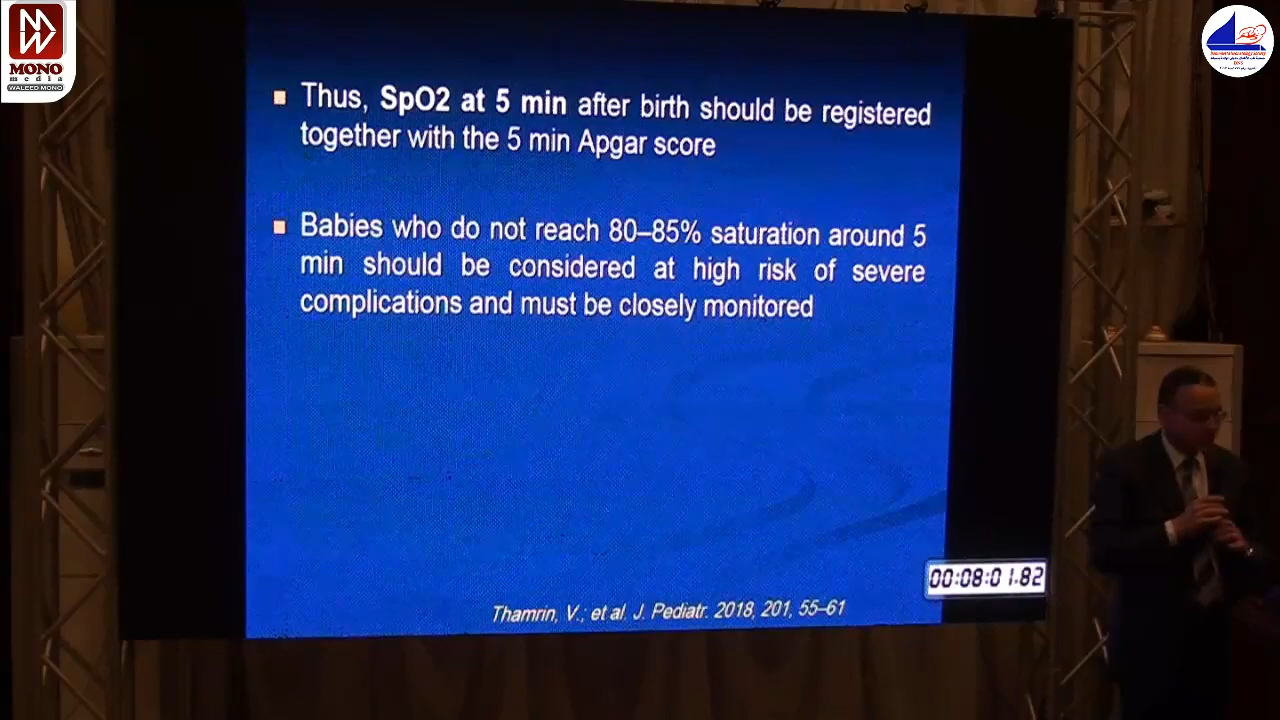 MONO
media
WALEED MONO
DNS
Thus, SpO2 at 5 min after birth should be registered
together with the 5 min Apgar score
Babies who do not reach 80–85% saturation around 5
min should be considered at high risk of severe
complications and must be closely monitored
00:08:01.82
Thamrin, V.; et al. J. Pediatr. 2018, 201, 55–61